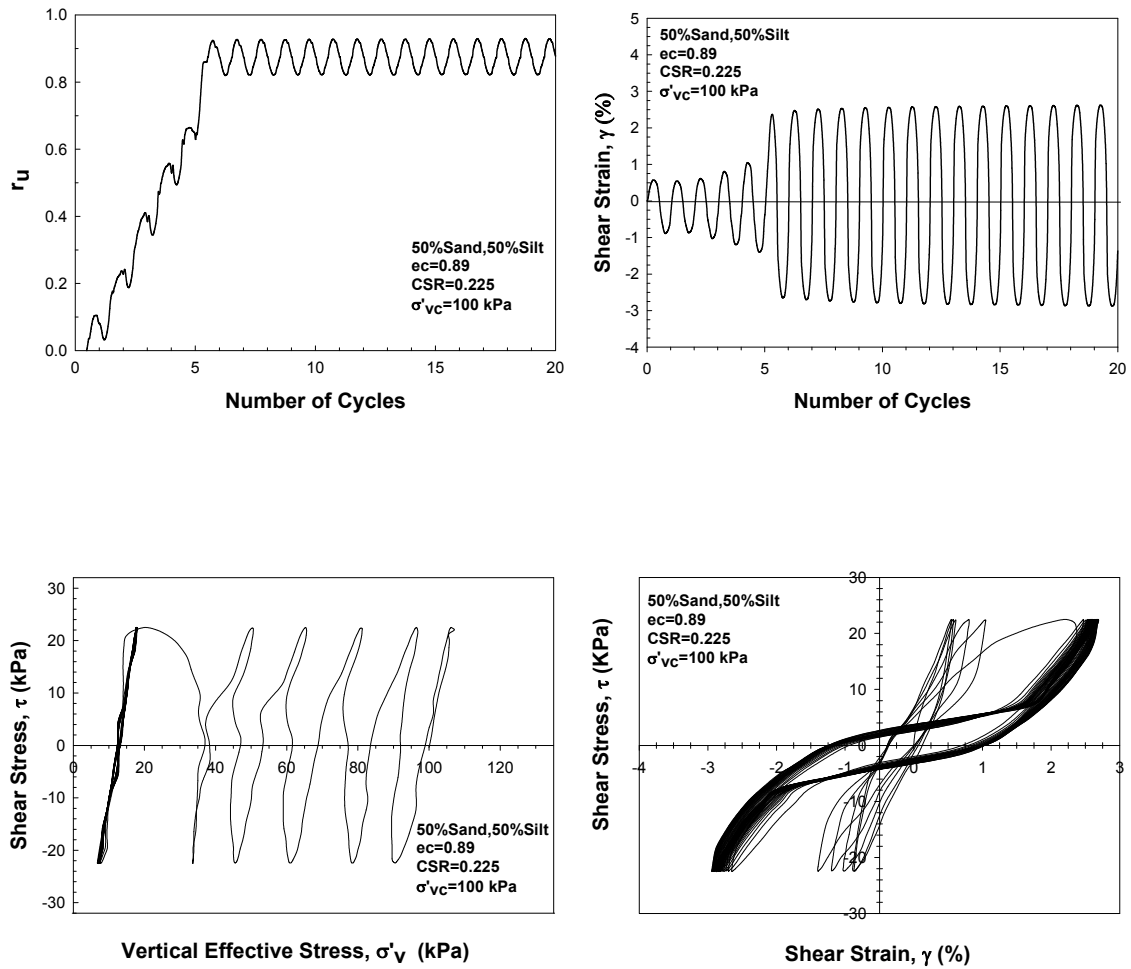 1.0
0.8
0.6
0.4
0.2
0.0
r_u
50%Sand,50%Silt
ec=0.89
CSR=0.225
σ'vc=100 kPa
0 5 10 15 20
Number of Cycles
5
4
3
2
1
0
-1
-2
-3
-4
Shear Strain, γ (%)
50%Sand,50%Silt
ec=0.89
CSR=0.225
σ'vc=100 kPa
0 5 10 15 20
Number of Cycles
30
20
10
0
-10
-20
-30
Shear Stress, τ (kPa)
0 20 40 60 80 100 120
50%Sand,50%Silt
ec=0.89
CSR=0.225
σ'vc=100 kPa
Vertical Effective Stress, σ'v (kPa)
30
20
10
0
-10
-20
-30
Shear Stress, τ (KPa)
50%Sand,50%Silt
ec=0.89
CSR=0.225
σ'vc=100 kPa
-4 -3 -2 -1 0 1 2 3
Shear Strain, γ (%)